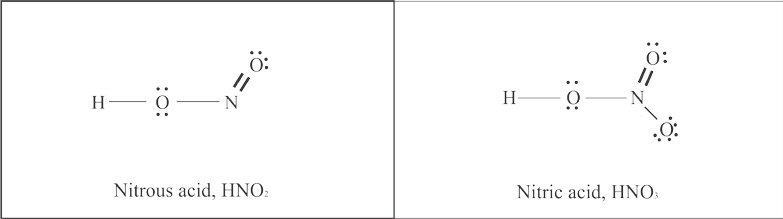 O
H O N
Nitrous acid, HNO₂
O
H O N
O
Nitric acid, HNO₃